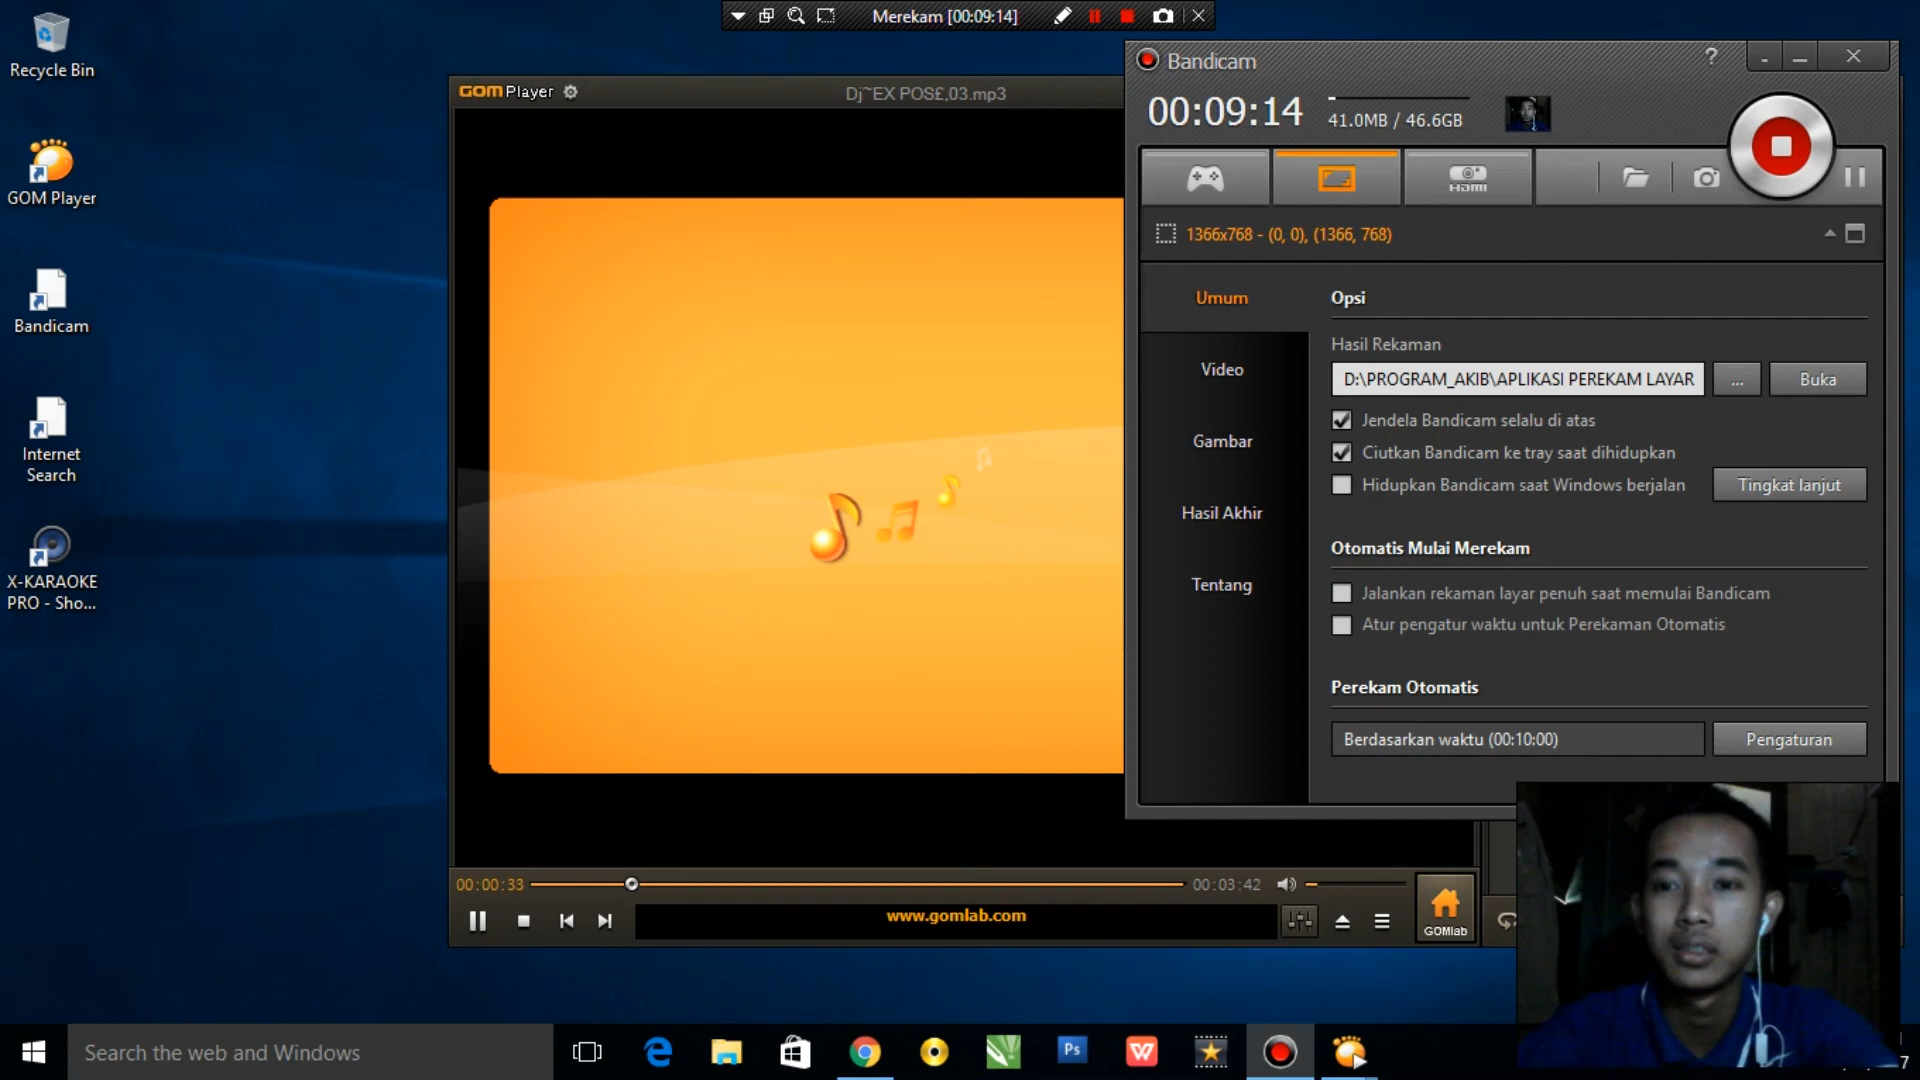 Merekam [00:09:14]
Recycle Bin
GOM Player
Bandicam
Internet
Search
X-KARAOKE
PRO - Sho...
GOM Player
Dj~EX POS£,03.mp3
00:00:33
00:03:42
www.gomlab.com
GOMlab
Bandicam
?
00:09:14
41.0MB / 46.6GB
HDMI
1366x768 - (0, 0), (1366, 768)
Umum
Video
Gambar
Hasil Akhir
Tentang
Opsi
Hasil Rekaman
D:\PROGRAM_AKIB\APLIKASI PEREKAM LAYAR
...
Buka
Jendela Bandicam selalu di atas
Ciutkan Bandicam ke tray saat dihidupkan
Hidupkan Bandicam saat Windows berjalan
Tingkat lanjut
Otomatis Mulai Merekam
Jalankan rekaman layar penuh saat memulai Bandicam
Atur pengatur waktu untuk Perekaman Otomatis
Perekam Otomatis
Berdasarkan waktu (00:10:00)
Pengaturan
Search the web and Windows
Ps
W
7